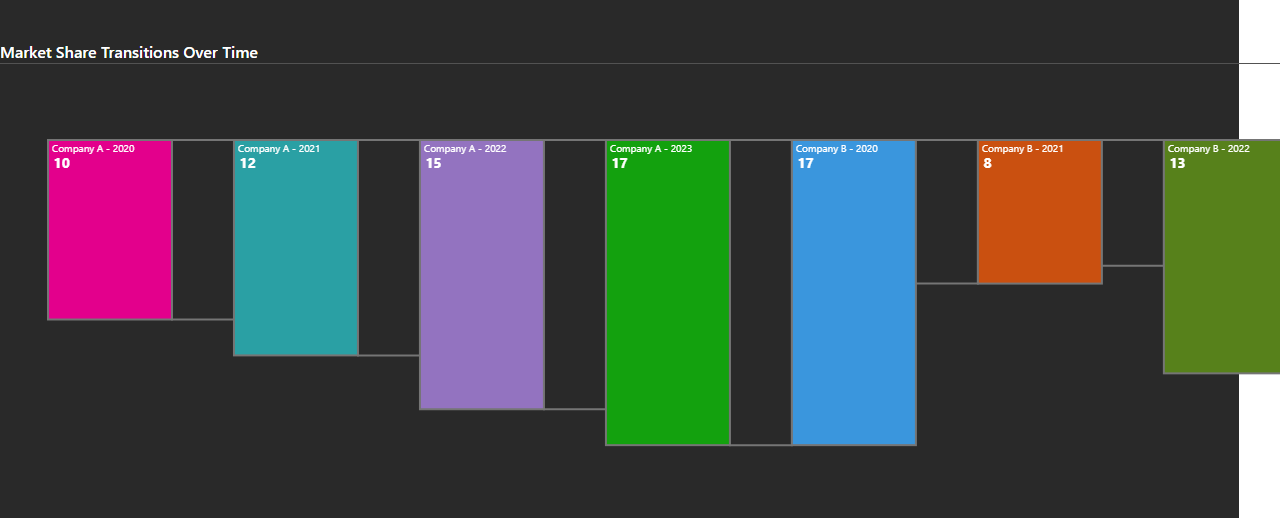 Market Share Transitions Over Time
Company A - 2020
10
Company A - 2021
12
Company A - 2022
15
Company A - 2023
17
Company B - 2020
17
Company B - 2021
8
Company B - 2022
13